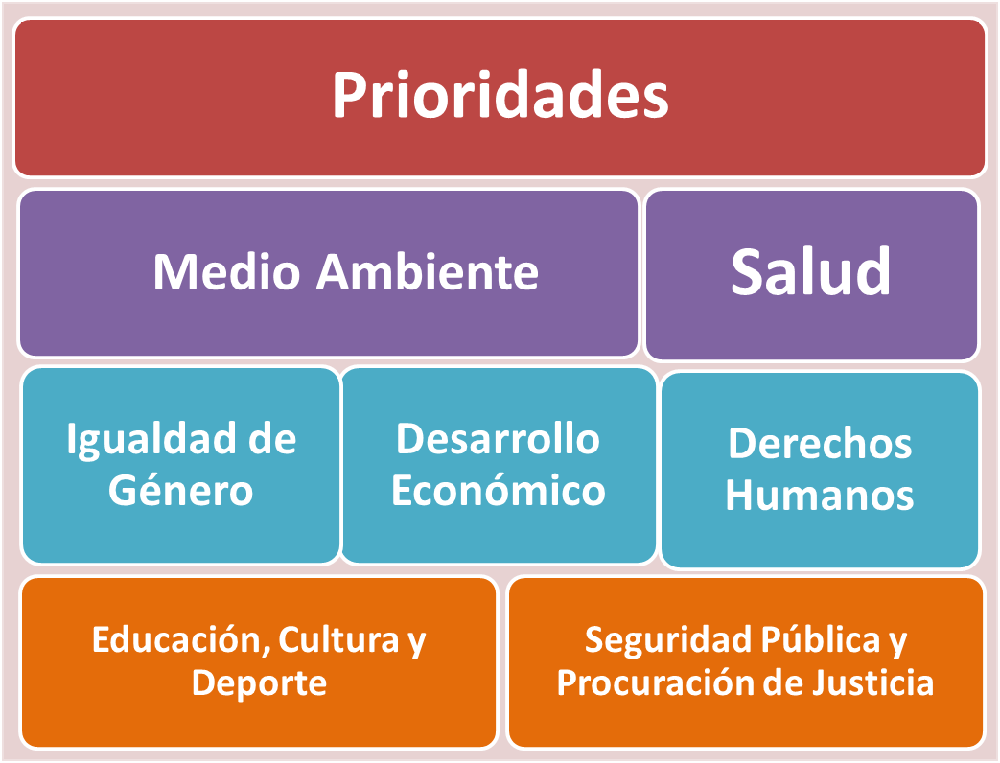 Prioridades
Medio Ambiente
Salud
Igualdad de
Género
Desarrollo
Económico
Derechos
Humanos
Educación, Cultura y
Deporte
Seguridad Pública y
Procuración de Justicia